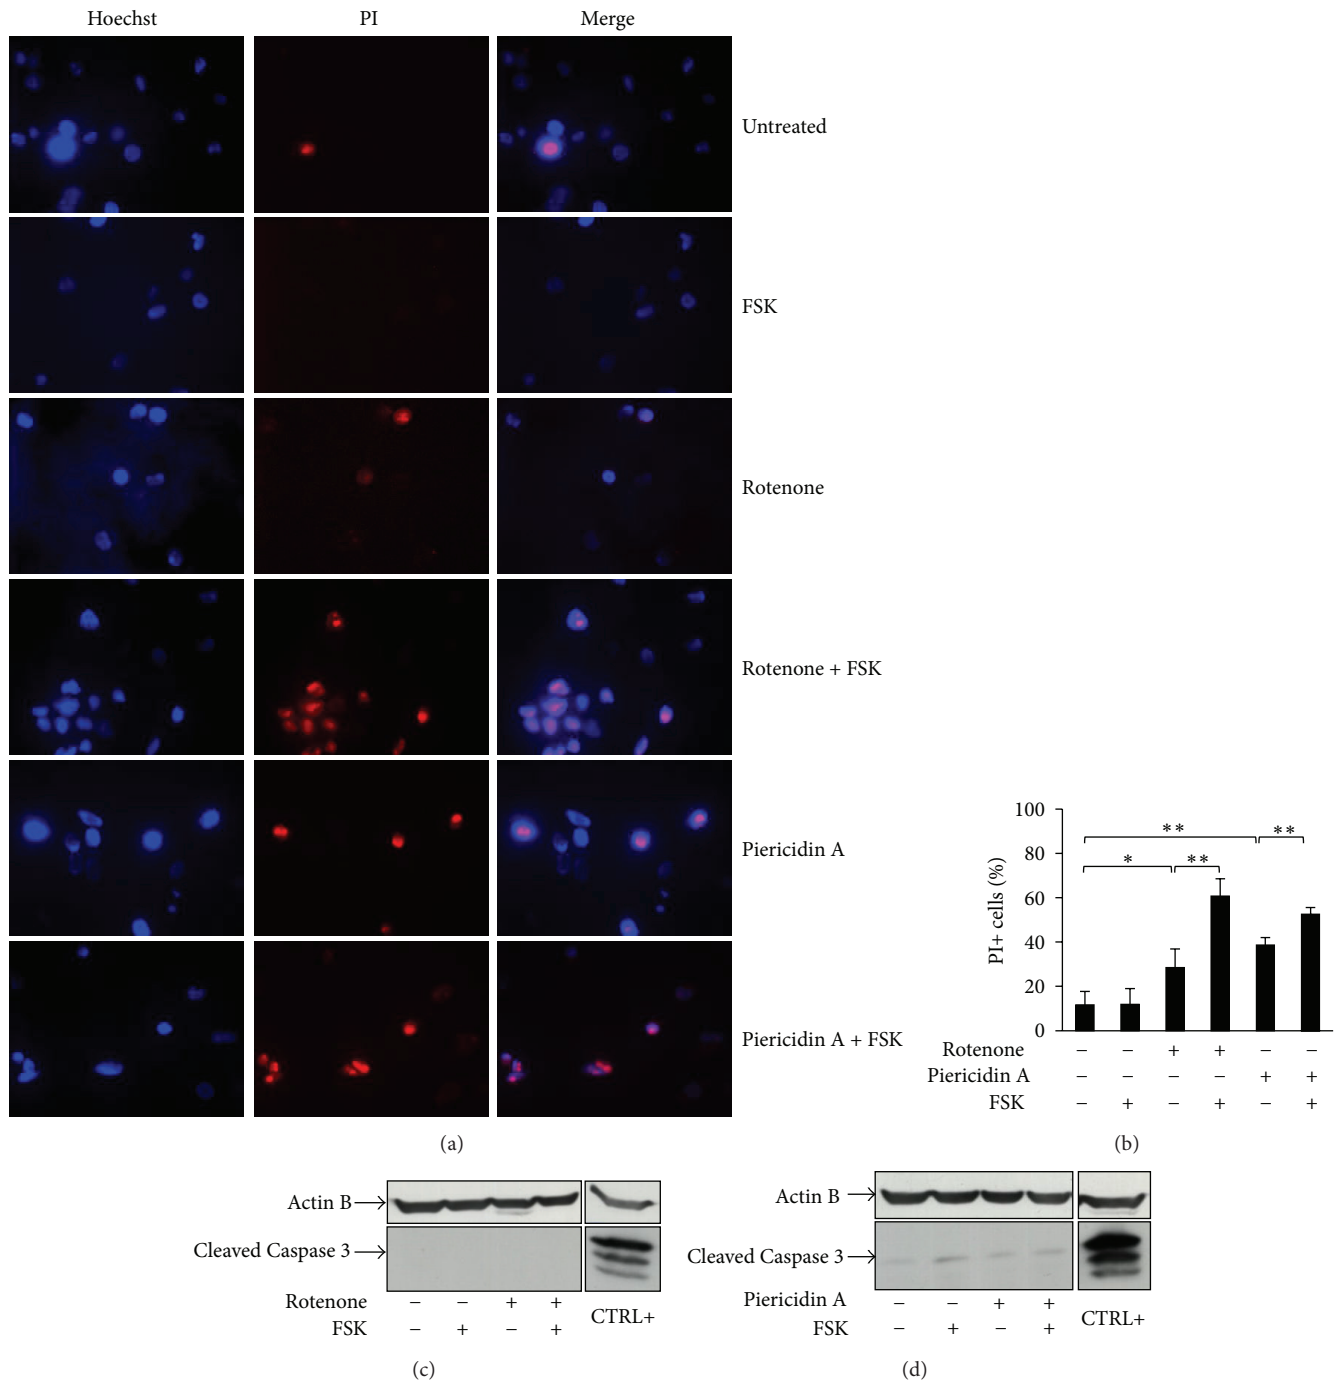 Hoechst PI Merge
Untreated
FSK
Rotenone
Rotenone + FSK
Piericidin A
Piericidin A + FSK
(a)
100
80
60
40
20
0
PI+ cells (%)
* ** ** **
Rotenone − − + + − −
Piericidin A − − − − + +
FSK − + − + − +
(b)
Actin B
Cleaved Caspase 3
Rotenone − − + +
FSK − + − +
CTRL+
(c)
Actin B
Cleaved Caspase 3
Piericidin A − − + +
FSK − + − +
CTRL+
(d)